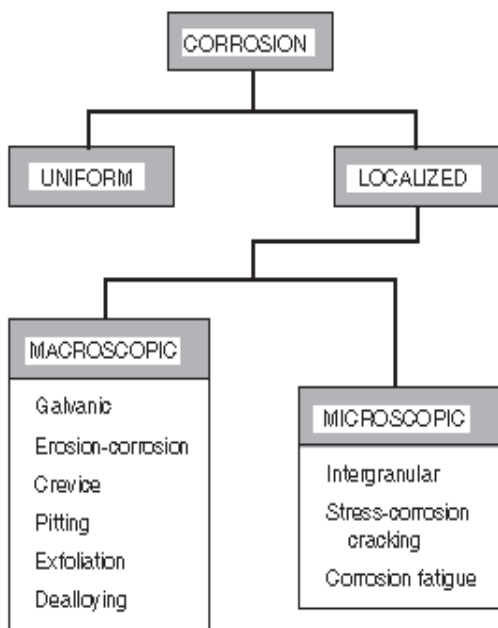 CORROSION
UNIFORM
LOCALIZED
MACROSCOPIC
Galvanic
Erosion-corrosion
Crevice
Pitting
Exfoliation
Dealloying
MICROSCOPIC
Intergranular
Stress-corrosion
cracking
Corrosion fatigue